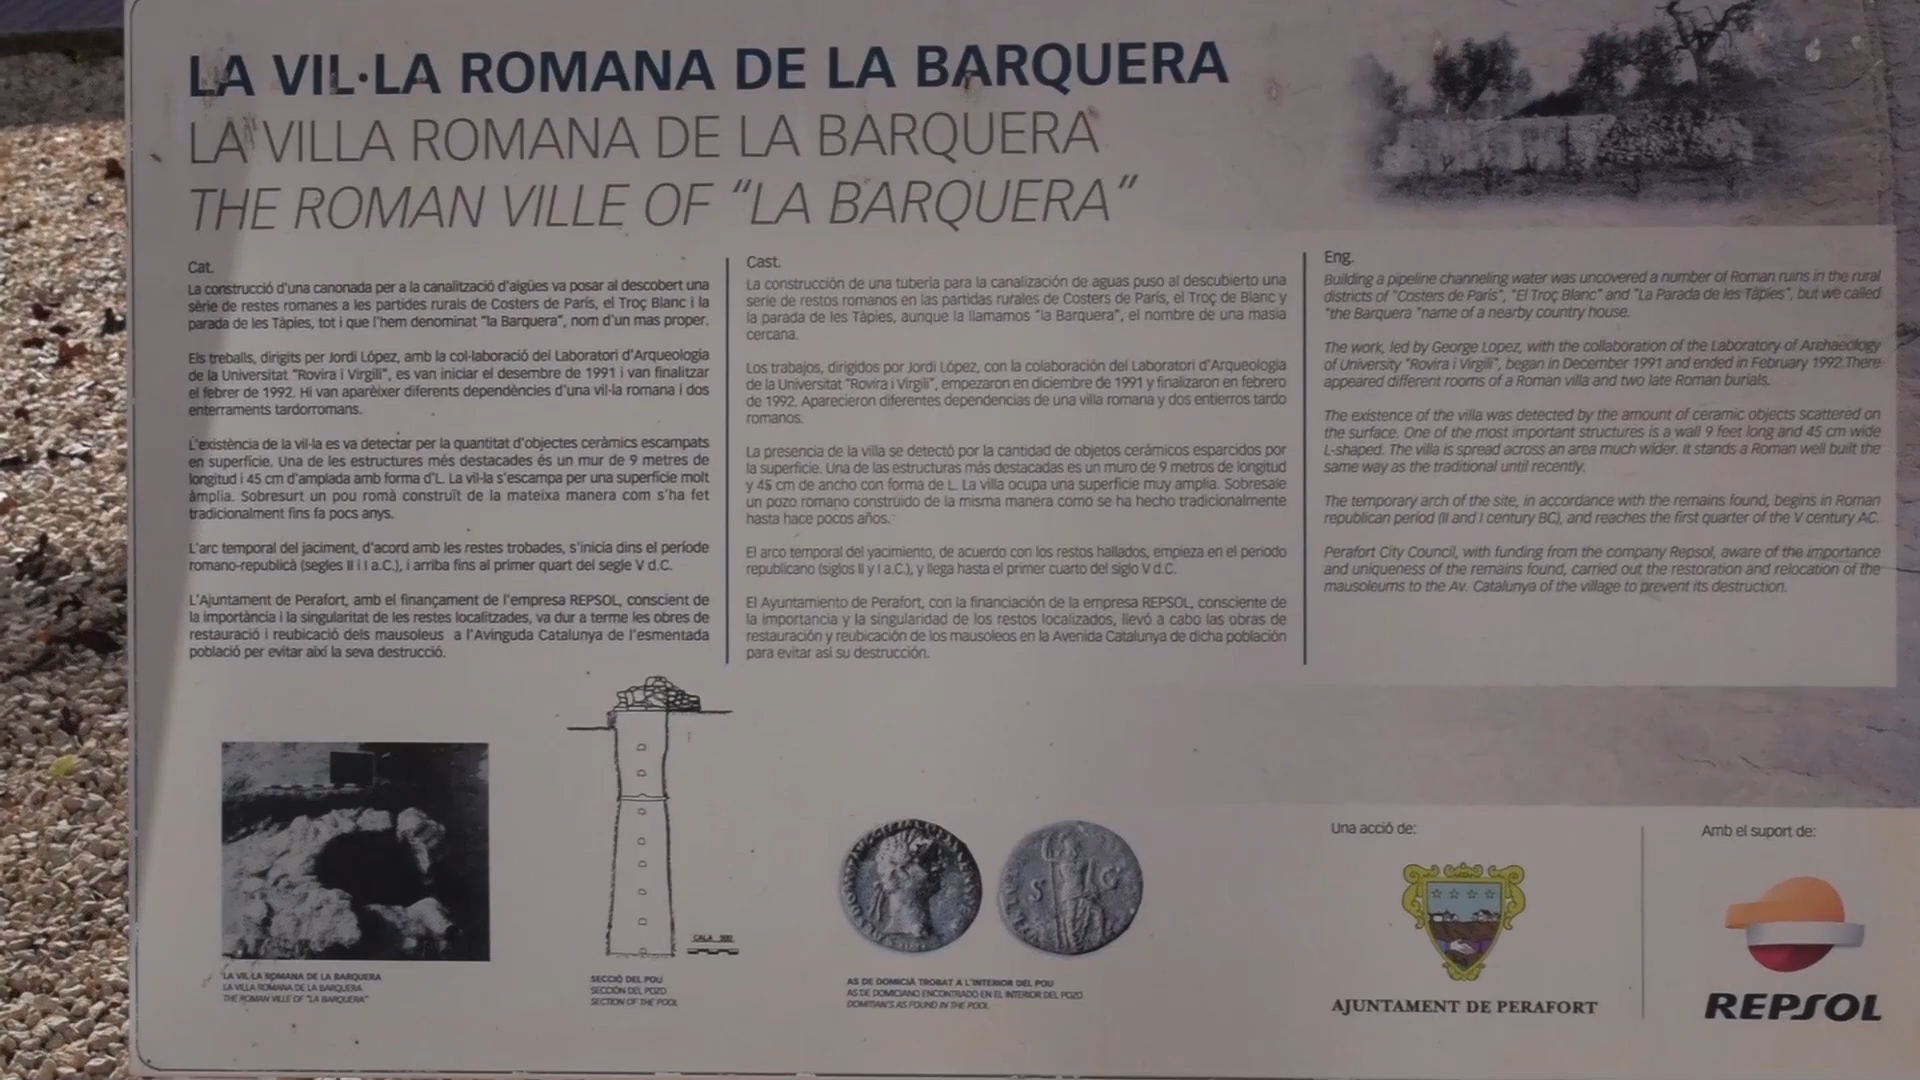 LA VIL·LA ROMANA DE LA BARQUERA
LA VILLA ROMANA DE LA BARQUERA
THE ROMAN VILLE OF “LA BARQUERA”
Cat.
La construcció d'una canonada per a la canalització d'aigües va posar al descobert una
sèrie de restes romanes a les partides rurals de Costers de París, el Troç Blanc i la
parada de les Tàpies, tot i que l'hem denominat “la Barquera”, nom d'un mas proper.
Els treballs, dirigits per Jordi López, amb la col·laboració del Laboratori d'Arqueologia
de la Universitat “Rovira i Virgili”, es van iniciar el desembre de 1991 i van finalitzar
el febrer de 1992. Hi van aparèixer diferents dependències d'una vil·la romana i dos
enterraments tardorromans.
L'existència de la vil·la es va detectar per la quantitat d'objectes ceràmics escampats
en superfície. Una de les estructures més destacades és un mur de 9 metres de
longitud i 45 cm d'amplada amb forma d'L. La vil·la s'escampa per una superfície molt
àmplia. Sobresurt un pou romà construït de la mateixa manera com s'ha fet
tradicionalment fins fa pocs anys.
L'arc temporal del jaciment, d'acord amb les restes trobades, s'inicia dins el període
romano-republicà (segles II i I a.C.), i arriba fins al primer quart del segle V d.C.
L'Ajuntament de Perafort, amb el finançament de l'empresa REPSOL, conscient de
la importància i la singularitat de les restes localitzades, va dur a terme les obres de
restauració i reubicació dels mausoleus a l'Avinguda Catalunya de l'esmentada
població per evitar així la seva destrucció.
Cast.
La construcción de una tubería para la canalización de aguas puso al descubierto una
serie de restos romanos en las partidas rurales de Costers de París, el Troç de Blanc y
la parada de les Tàpies, aunque la llamamos “la Barquera”, el nombre de una masía
cercana.
Los trabajos, dirigidos por Jordi López, con la colaboración del Laboratori d'Arqueologia
de la Universitat “Rovira i Virgili”, empezaron en diciembre de 1991 y finalizaron en febrero
de 1992. Aparecieron diferentes dependencias de una villa romana y dos entierros tardo
romanos.
La presencia de la villa se detectó por la cantidad de objetos cerámicos esparcidos por
la superficie. Una de las estructuras más destacadas es un muro de 9 metros de longitud
y 45 cm de ancho con forma de L. La villa ocupa una superficie muy amplia. Sobresale
un pozo romano construido de la misma manera como se ha hecho tradicionalmente
hasta hace pocos años.
El arco temporal del yacimiento, de acuerdo con los restos hallados, empieza en el periodo
republicano (siglos II y I a.C.), y llega hasta el primer cuarto del siglo V d.C.
El Ayuntamiento de Perafort, con la financiación de la empresa REPSOL, consciente de
la importancia y la singularidad de los restos localizados, llevó a cabo las obras de
restauración y reubicación de los mausoleos en la Avenida Catalunya de dicha población
para evitar así su destrucción.
Eng.
Building a pipeline channeling water was uncovered a number of Roman ruins in the rural
districts of “Costers de París”, “El Troç Blanc” and “La Parada de les Tàpies”, but we called
“the Barquera “name of a nearby country house.
The work, led by George Lopez, with the collaboration of the Laboratory of Archaeology
of University “Rovira i Virgili”, began in December 1991 and ended in February 1992.There
appeared different rooms of a Roman villa and two late Roman burials.
The existence of the villa was detected by the amount of ceramic objects scattered on
the surface. One of the most important structures is a wall 9 feet long and 45 cm wide
L-shaped. The villa is spread across an area much wider. It stands a Roman well built the
same way as the traditional until recently.
The temporary arch of the site, in accordance with the remains found, begins in Roman
republican period (II and I century BC), and reaches the first quarter of the V century AC.
Perafort City Council, with funding from the company Repsol, aware of the importance
and uniqueness of the remains found, carried out the restoration and relocation of the
mausoleums to the Av. Catalunya of the village to prevent its destruction.
LA VIL·LA ROMANA DE LA BARQUERA
LA VILLA ROMANA DE LA BARQUERA
THE ROMAN VILLE OF “LA BARQUERA”
SECCIÓ DEL POU
SECCIÓN DEL POZO
SECTION OF THE POOL
AS DE DOMICIÀ TROBAT A L'INTERIOR DEL POU
AS DE DOMICIANO ENCONTRADO EN EL INTERIOR DEL POZO
DOMITIAN'S AS FOUND IN THE POOL
S C
Una acció de:
AJUNTAMENT DE PERAFORT
Amb el suport de:
REPSOL